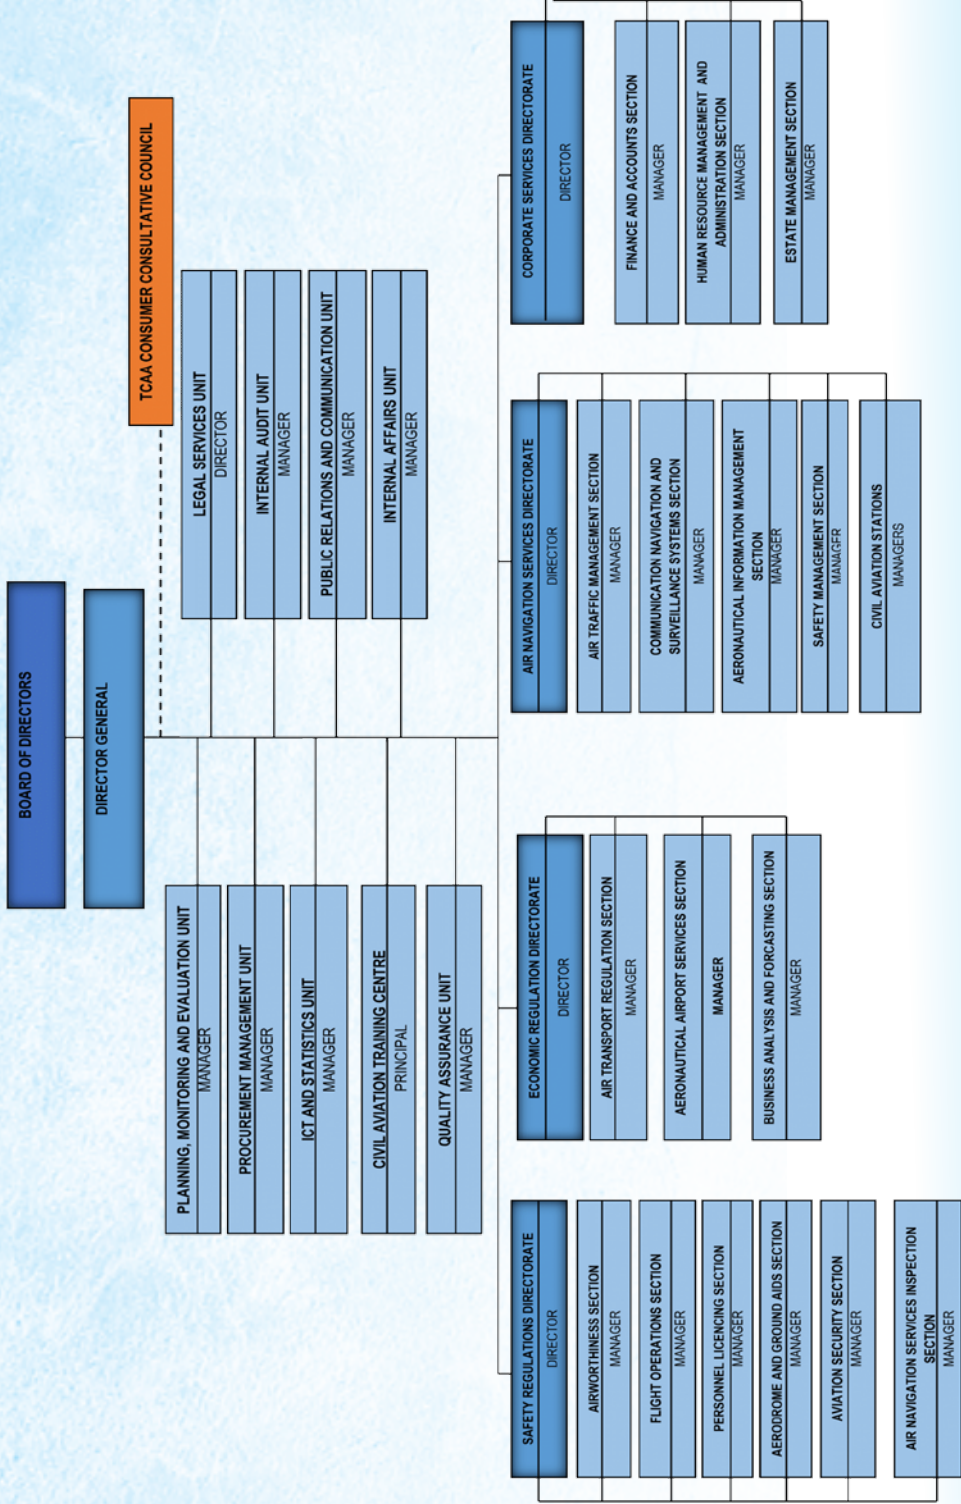 BOARD OF DIRECTORS
DIRECTOR GENERAL
TCAA CONSUMER CONSULTATIVE COUNCIL
PLANNING, MONITORING AND EVALUATION UNIT
MANAGER
PROCUREMENT MANAGEMENT UNIT
MANAGER
ICT AND STATISTICS UNIT
MANAGER
CIVIL AVIATION TRAINING CENTRE
PRINCIPAL
QUALITY ASSURANCE UNIT
MANAGER
LEGAL SERVICES UNIT
DIRECTOR
INTERNAL AUDIT UNIT
MANAGER
PUBLIC RELATIONS AND COMMUNICATION UNIT
MANAGER
INTERNAL AFFAIRS UNIT
MANAGER
SAFETY REGULATIONS DIRECTORATE
DIRECTOR
AIRWORTHINESS SECTION
MANAGER
FLIGHT OPERATIONS SECTION
MANAGER
PERSONNEL LICENCING SECTION
MANAGER
AERODROME AND GROUND AIDS SECTION
MANAGER
AVIATION SECURITY SECTION
MANAGER
AIR NAVIGATION SERVICES INSPECTION
SECTION
MANAGER
ECONOMIC REGULATION DIRECTORATE
DIRECTOR
AIR TRANSPORT REGULATION SECTION
MANAGER
AERONAUTICAL AIRPORT SERVICES SECTION
MANAGER
BUSINESS ANALYSIS AND FORCASTING SECTION
MANAGER
AIR NAVIGATION SERVICES DIRECTORATE
DIRECTOR
AIR TRAFFIC MANAGEMENT SECTION
MANAGER
COMMUNICATION NAVIGATION AND
SURVEILLANCE SYSTEMS SECTION
MANAGER
AERONAUTICAL INFORMATION MANAGEMENT
SECTION
MANAGER
SAFETY MANAGEMENT SECTION
MANAGER
CIVIL AVIATION STATIONS
MANAGERS
CORPORATE SERVICES DIRECTORATE
DIRECTOR
FINANCE AND ACCOUNTS SECTION
MANAGER
HUMAN RESOURCE MANAGEMENT AND
ADMINISTRATION SECTION
MANAGER
ESTATE MANAGEMENT SECTION
MANAGER